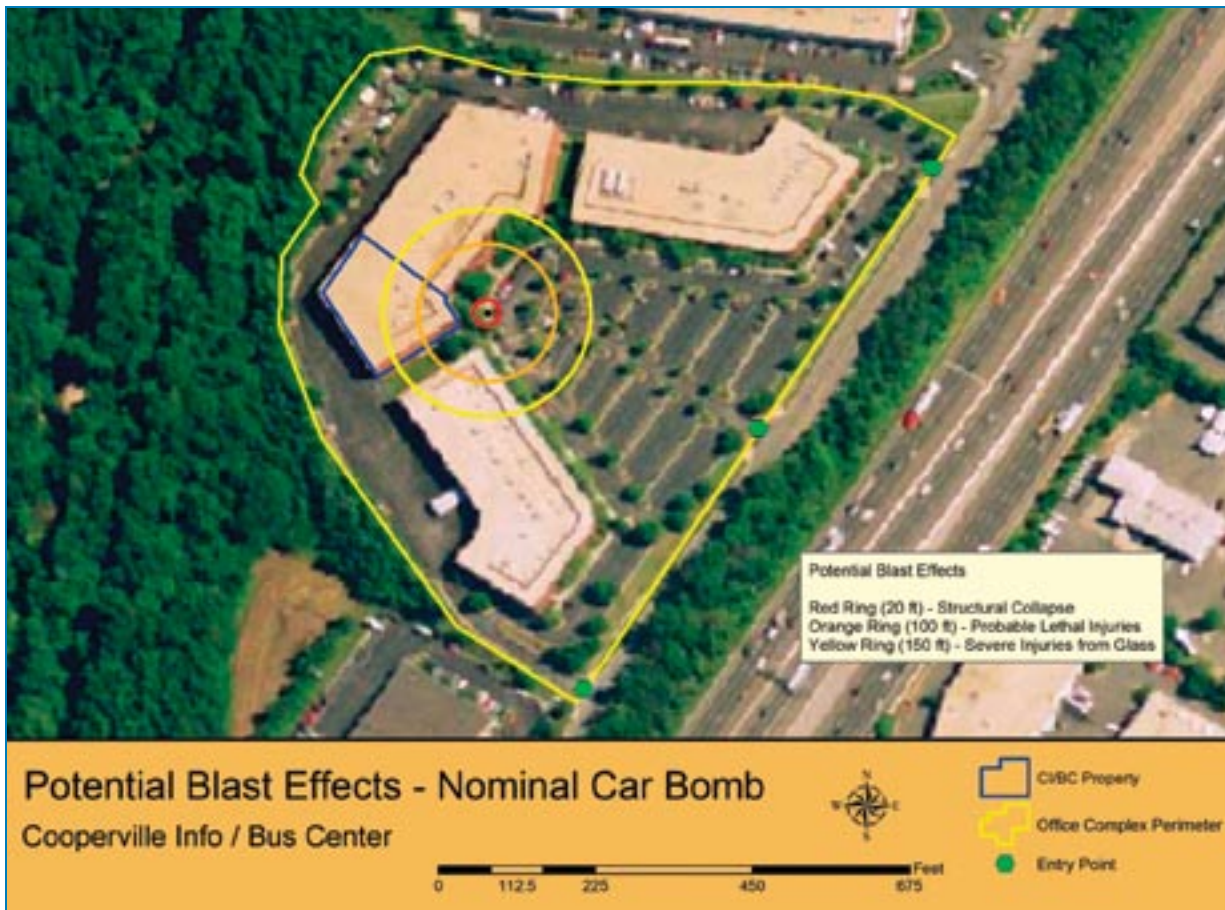 Potential Blast Effects
Red Ring (20 ft) - Structural Collapse
Orange Ring (100 ft) - Probable Lethal Injuries
Yellow Ring (150 ft) - Severe Injuries from Glass
Potential Blast Effects - Nominal Car Bomb
Cooperville Info / Bus Center
N
W E
S
CI/BC Property
Office Complex Perimeter
Entry Point
Feet
0 112.5 225 450 675